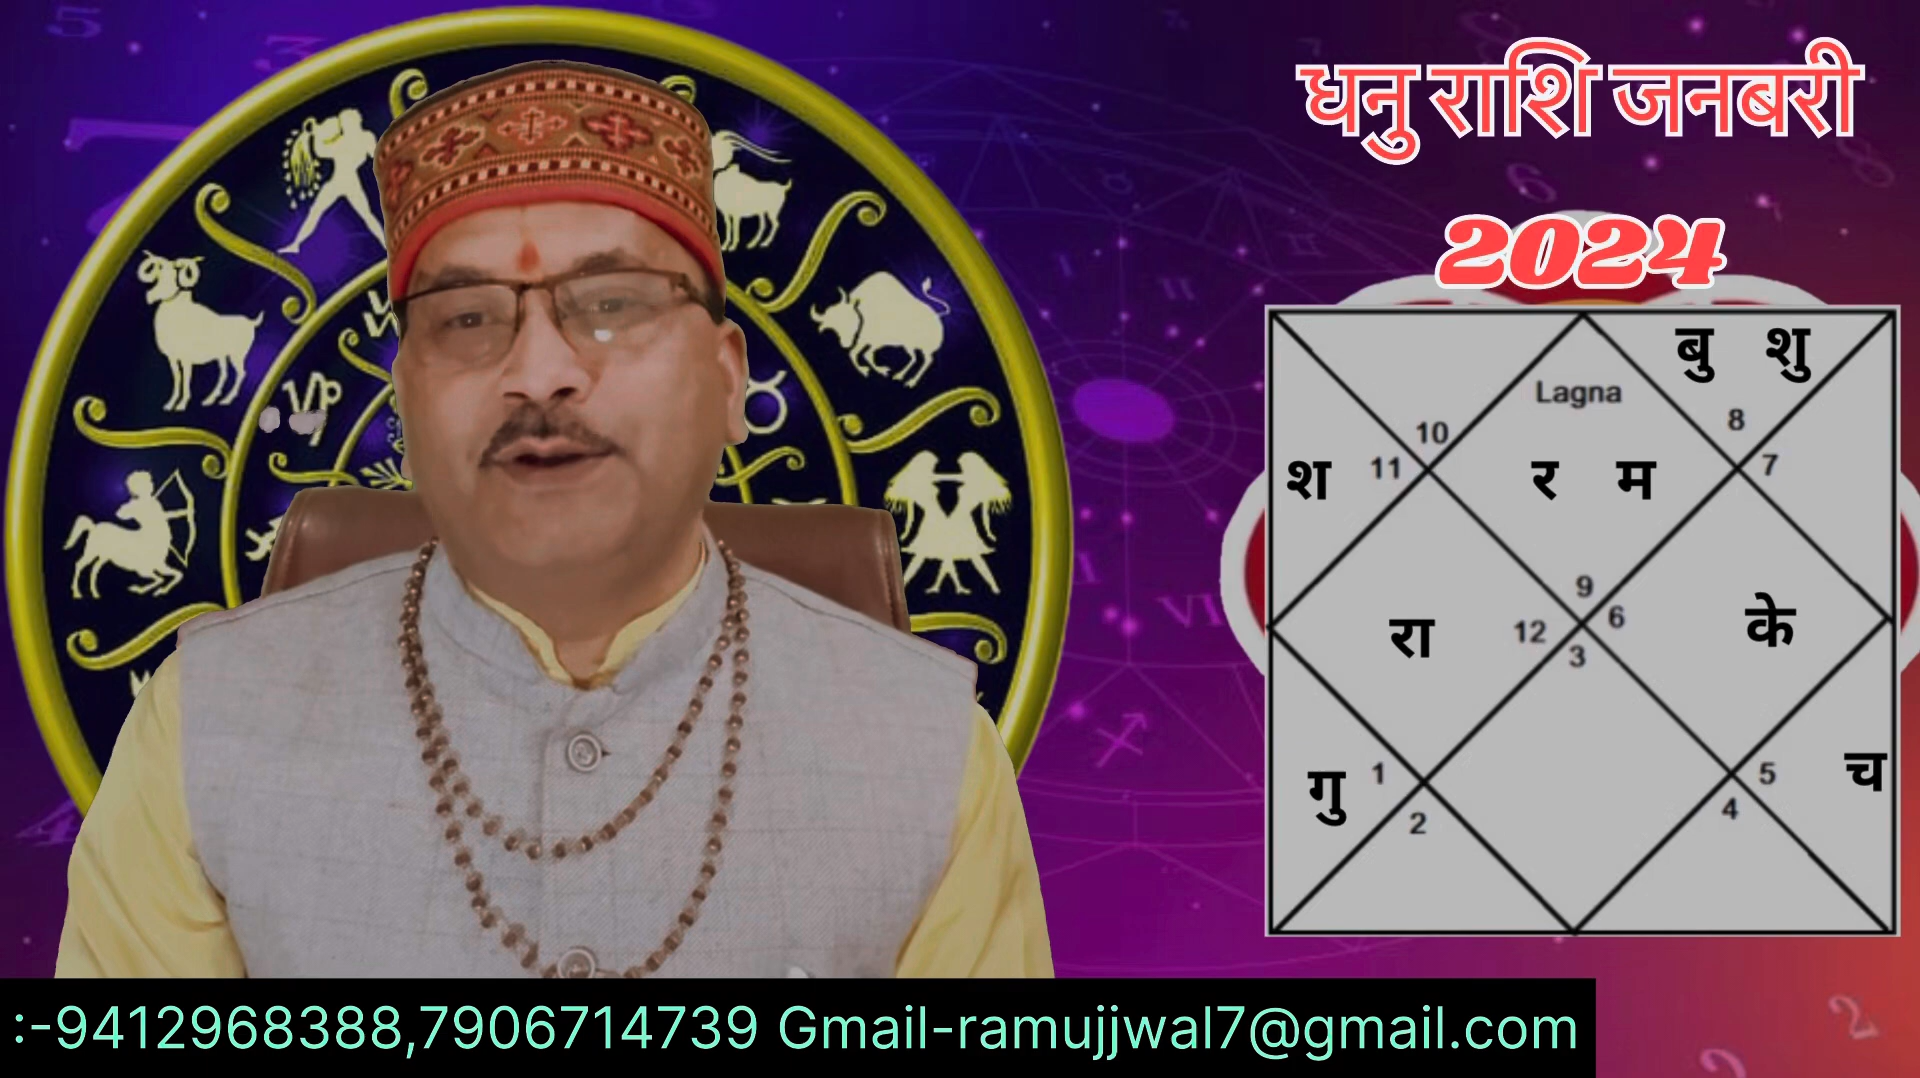 धनु राशि जनबरी
2024
बु शु
Lagna
10
8
श 11
र म
7
9
रा 12
6 के
3
गु 1
5 च
2
4
:-9412968388,7906714739 Gmail-ramujjwal7@gmail.com